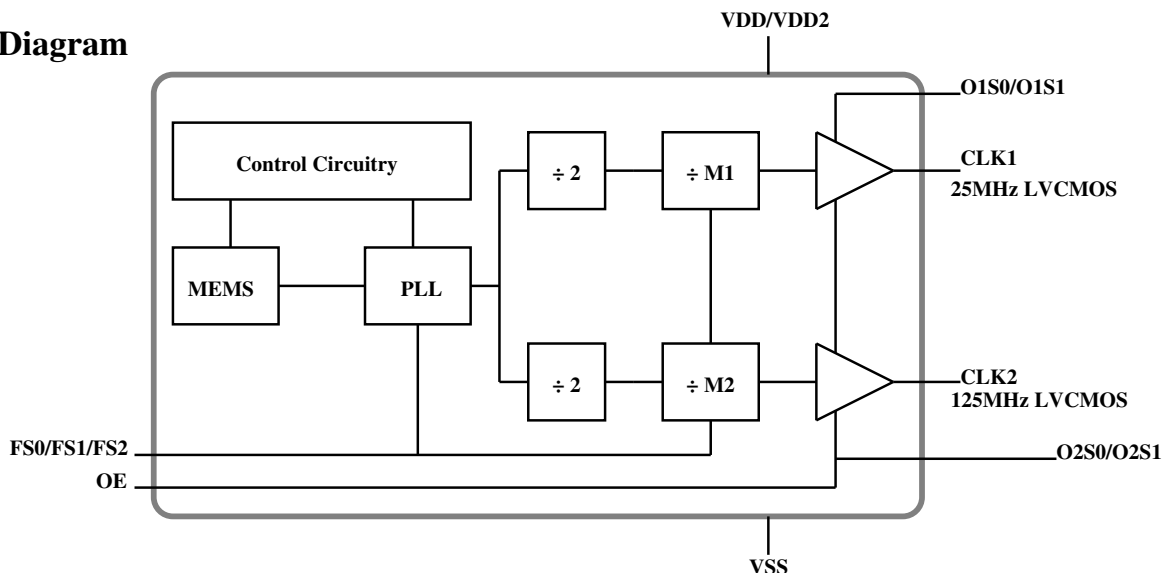 VDD/VDD2
Diagram
O1S0/O1S1
Control Circuitry
÷ 2
÷ M1
CLK1
25MHz LVCMOS
MEMS
PLL
÷ 2
÷ M2
CLK2
125MHz LVCMOS
FS0/FS1/FS2
O2S0/O2S1
OE
VSS